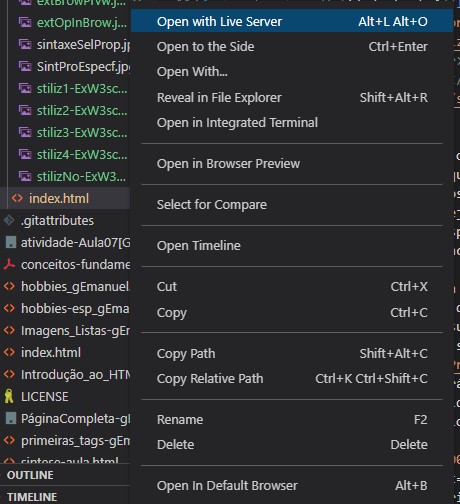 extBrowPrvw.j...
extOpInBrow.j...
sintaxeSelProp.jp
SintProEspecf.jpg
stiliz1-ExW3sc...
stiliz2-ExW3sc...
stiliz3-ExW3sc...
stiliz4-ExW3sc...
stilizNo-ExW3...
index.html
.gitattributes
atividade-Aula07[G
conceitos-fundame
hobbies_gEmanuel
hobbies-esp_gEma
Imagens_Listas-gEr
index.html
Introdução_ao_HTM
LICENSE
PáginaCompleta-gE
primeiras_tags-gEm
sintese-aula.html
OUTLINE
TIMELINE
Open with Live Server Alt+L Alt+O
Open to the Side Ctrl+Enter
Open With...
Reveal in File Explorer Shift+Alt+R
Open in Integrated Terminal
Open in Browser Preview
Select for Compare
Open Timeline
Cut Ctrl+X
Copy Ctrl+C
Copy Path Shift+Alt+C
Copy Relative Path Ctrl+K Ctrl+Shift+C
Rename F2
Delete Delete
Open In Default Browser Alt+B